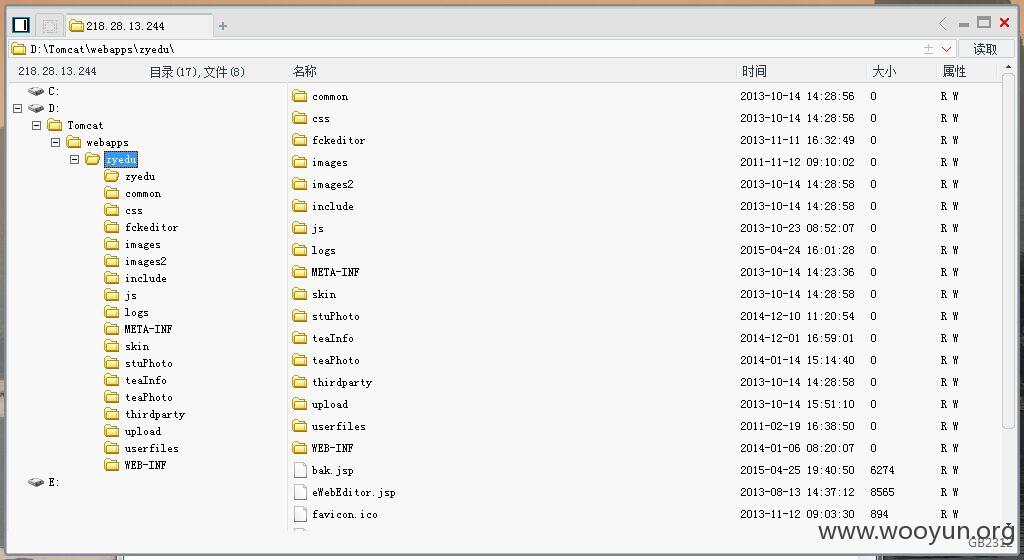 218.28.13.244
D:\Tomcat\webapps\zyedu\ 读取
218.28.13.244 目录(17),文件(8) 名称 时间 大小 属性
C:
D:
Tomcat
webapps
zyedu
zyedu
common
css
fckeditor
images
images2
include
js
logs
META-INF
skin
stuPhoto
teaInfo
teaPhoto
thirdparty
upload
userfiles
WEB-INF
E:
common 2013-10-14 14:28:56 0 R W
css 2013-10-14 14:28:56 0 R W
fckeditor 2013-11-11 16:32:49 0 R W
images 2011-11-12 09:10:02 0 R W
images2 2013-10-14 14:28:58 0 R W
include 2013-10-14 14:28:58 0 R W
js 2013-10-23 08:52:07 0 R W
logs 2015-04-24 16:01:28 0 R W
META-INF 2013-10-14 14:23:36 0 R W
skin 2013-10-14 14:28:58 0 R W
stuPhoto 2014-12-10 11:20:54 0 R W
teaInfo 2014-12-01 16:59:01 0 R W
teaPhoto 2014-01-14 15:14:40 0 R W
thirdparty 2013-10-14 14:28:58 0 R W
upload 2013-10-14 15:51:10 0 R W
userfiles 2011-02-19 16:38:50 0 R W
WEB-INF 2014-01-06 08:20:07 0 R W
bak.jsp 2015-04-25 19:40:50 6274 R W
eWebEditor.jsp 2013-08-13 14:37:12 8565 R W
favicon.ico 2013-11-12 09:03:30 894 R W
www.wooyun.org
GB2312